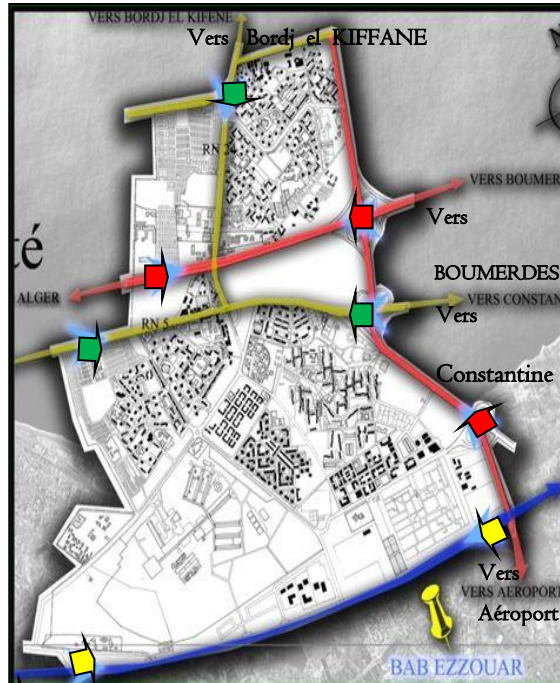 VERS BORDJ EL KIFENE
Vers Bordj el KIFFANE
RN 24
VERS BOUMER
Vers
té
BOUMERDES
ALGER
VERS CONSTAN
Vers
RN 5
Constantine
Vers
VERS AEROPORT
Aéroport
BAB EZZOUAR